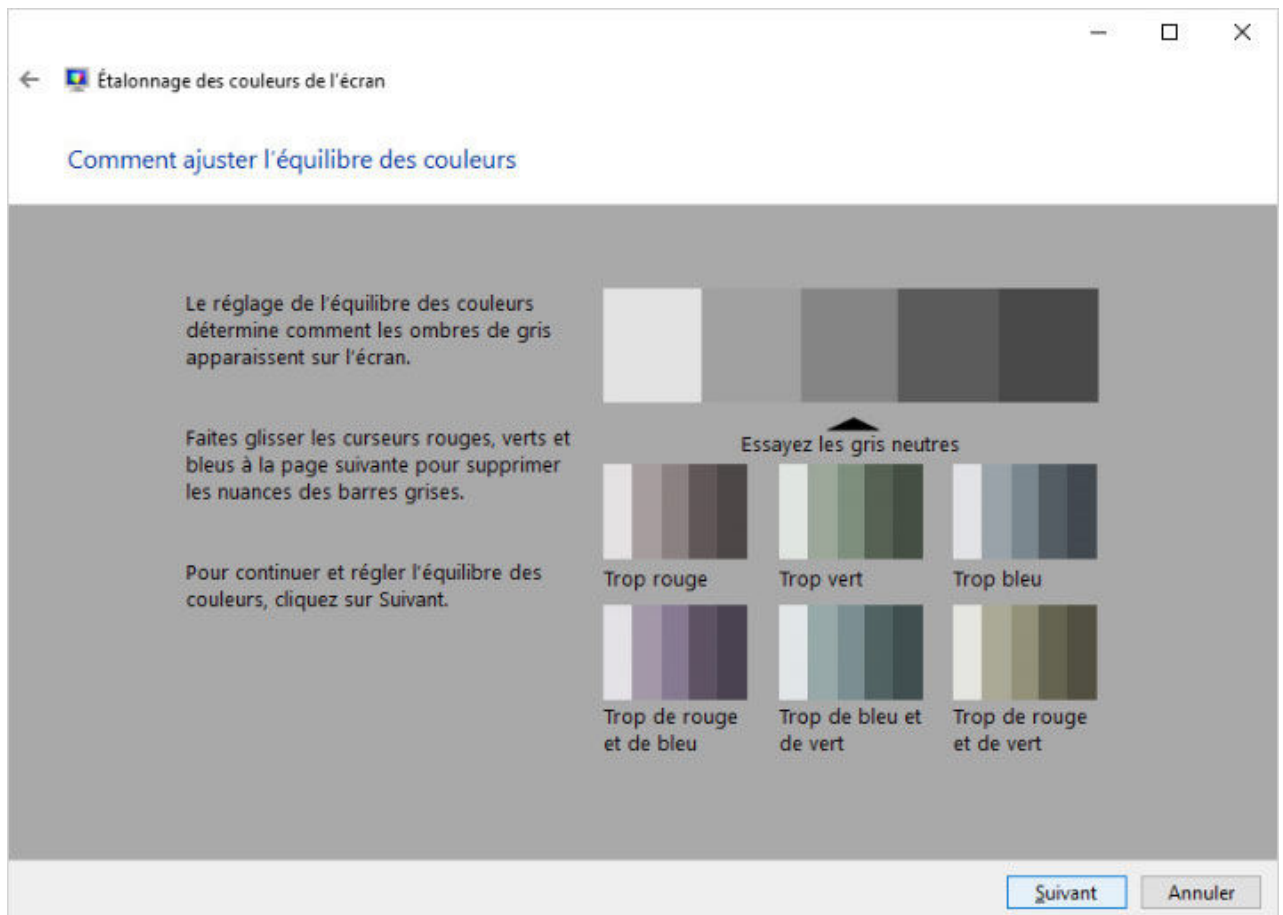 Étalonnage des couleurs de l'écran
Comment ajuster l'équilibre des couleurs
Le réglage de l'équilibre des couleurs
détermine comment les ombres de gris
apparaissent sur l'écran.
Faites glisser les curseurs rouges, verts et
bleus à la page suivante pour supprimer
les nuances des barres grises.
Pour continuer et régler l'équilibre des
couleurs, cliquez sur Suivant.
Essayez les gris neutres
Trop rouge
Trop vert
Trop bleu
Trop de rouge
et de bleu
Trop de bleu et
de vert
Trop de rouge
et de vert
Suivant
Annuler